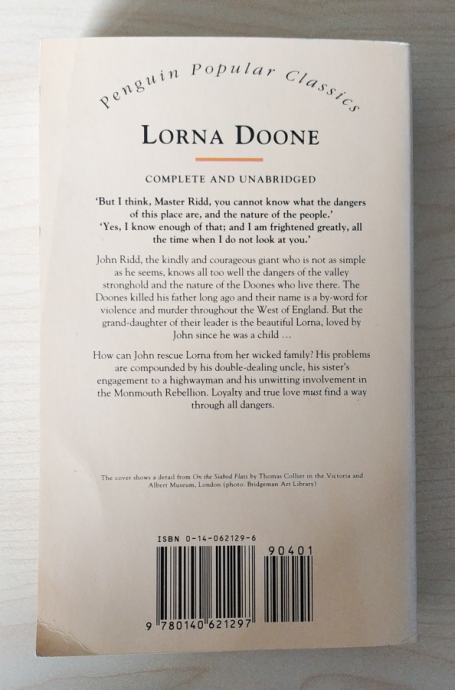 Penguin Popular Classics
LORNA DOONE
COMPLETE AND UNABRIDGED
‘But I think, Master Ridd, you cannot know what the dangers
of this place are, and the nature of the people.’
‘Yes, I know enough of that; and I am frightened greatly, all
the time when I do not look at you.’
John Ridd, the kindly and courageous giant who is not as simple
as he seems, knows all too well the dangers of the valley
stronghold and the nature of the Doones who live there. The
Doones killed his father long ago and their name is a by-word for
violence and murder throughout the West of England. But the
grand-daughter of their leader is the beautiful Lorna, loved by
John since he was a child ...
How can John rescue Lorna from her wicked family? His problems
are compounded by his double-dealing uncle, his sister's
engagement to a highwayman and his unwitting involvement in
the Monmouth Rebellion. Loyalty and true love must find a way
through all dangers.
The cover shows a detail from On the Sinbod Flats by Thomas Collier in the Victoria and
Albert Museum, London (photo: Bridgeman Art Library)
ISBN 0-14-062129-6
90401
9 780140 621297